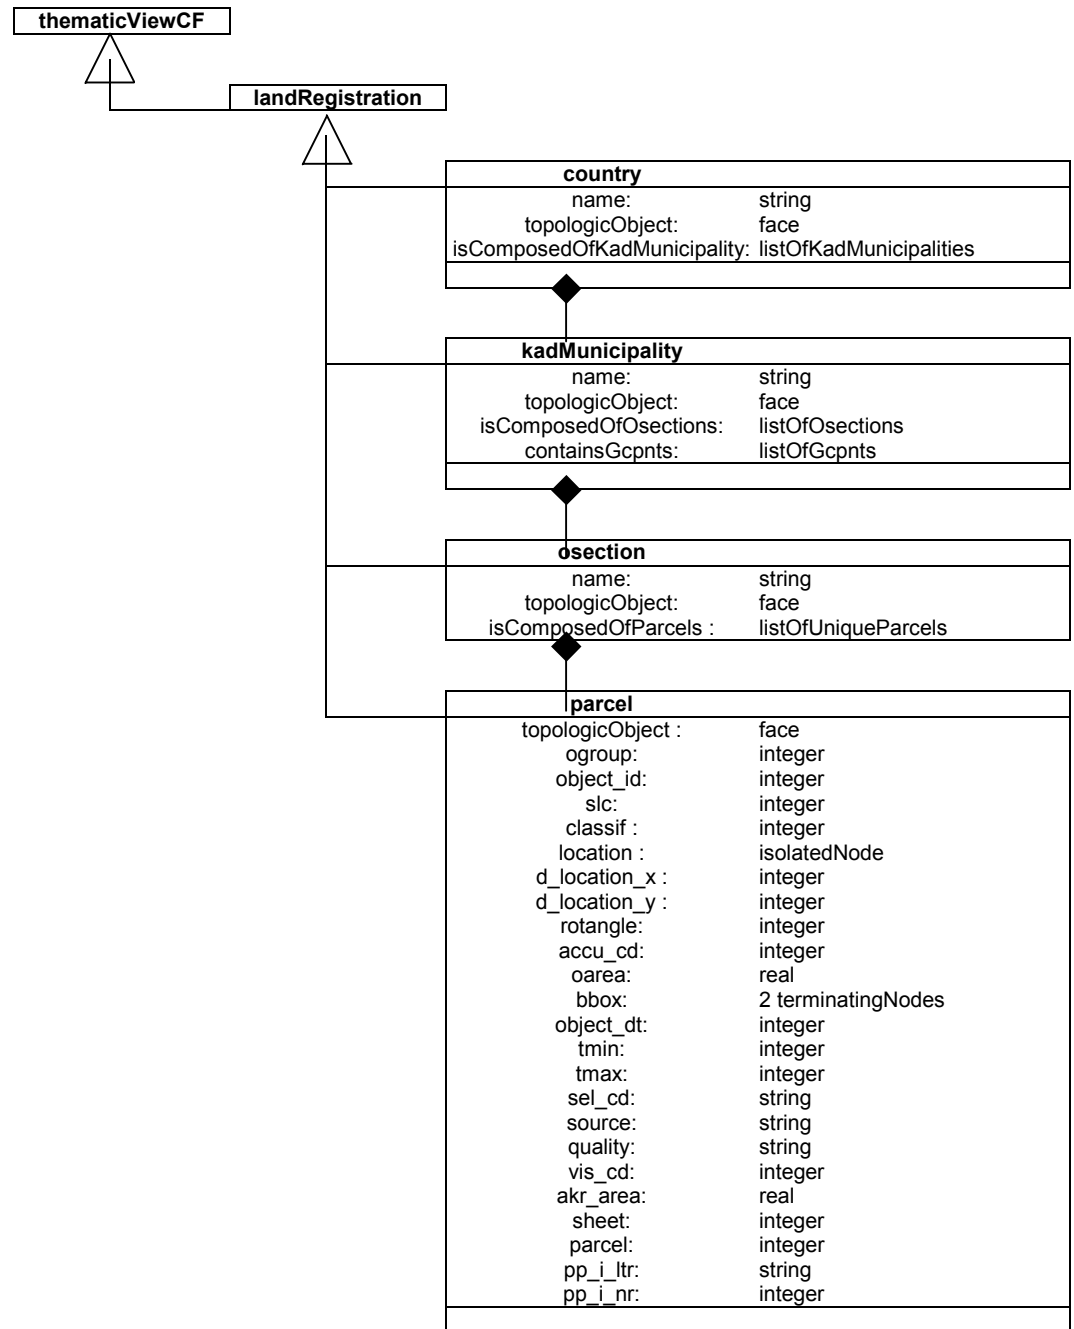 thematicViewCF
landRegistration
country
name: string
topologicObject: face
isComposedOfKadMunicipality: listOfKadMunicipalities
kadMunicipality
name: string
topologicObject: face
isComposedOfOsections: listOfOsections
containsGcpnts: listOfGcpnts
osection
name: string
topologicObject: face
isComposedOfParcels : listOfUniqueParcels
parcel
topologicObject : face
ogroup: integer
object_id: integer
slc: integer
classif : integer
location : isolatedNode
d_location_x : integer
d_location_y : integer
rotangle: integer
accu_cd: integer
oarea: real
bbox: 2 terminatingNodes
object_dt: integer
tmin: integer
tmax: integer
sel_cd: string
source: string
quality: string
vis_cd: integer
akr_area: real
sheet: integer
parcel: integer
pp_i_ltr: string
pp_i_nr: integer